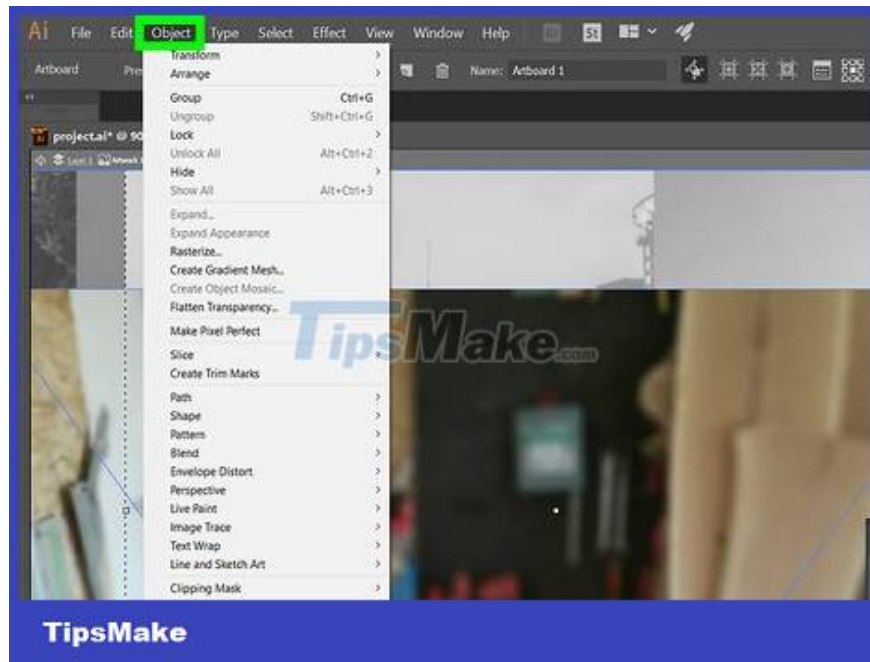 Ai File Edit Object Type Select Effect View Window Help St
Artboard Name: Artboard 1
project.ai* @ 90
Layer 1
Transform
Arrange
Group Ctrl+G
Ungroup Shift+Ctrl+G
Lock
Unlock All Alt+Ctrl+2
Hide
Show All Alt+Ctrl+3
Expand...
Expand Appearance
Rasterize...
Create Gradient Mesh...
Create Object Mosaic...
Flatten Transparency...
Make Pixel Perfect
Slice
Create Trim Marks
Path
Shape
Pattern
Blend
Envelope Distort
Perspective
Live Paint
Image Trace
Text Wrap
Line and Sketch Art
Clipping Mask
TipsMake.com
TipsMake